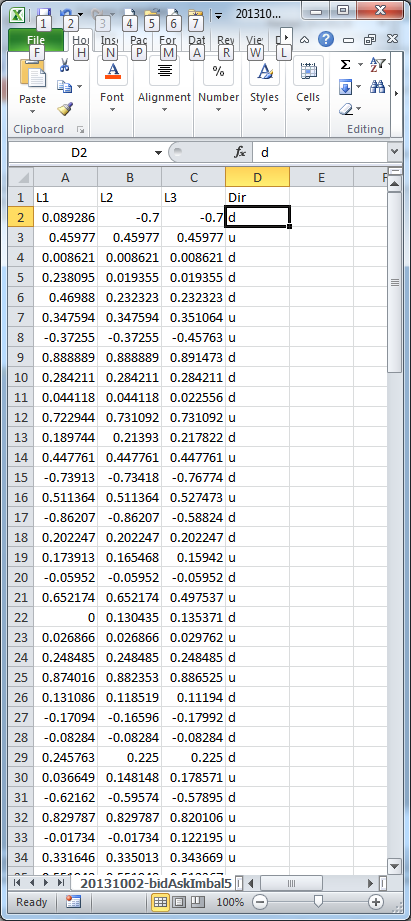 201310...
1 2 3 4 5 6 7
File Ho Ins Pa Fo Da Re Vi
F H N P M A R W L
Paste Font Alignment Number Styles Cells
Clipboard Editing
D2 fx d
A B C D E F
1 L1 L2 L3 Dir
2 0.089286 -0.7 -0.7 d
3 0.45977 0.45977 0.45977 u
4 0.008621 0.008621 0.008621 d
5 0.238095 0.019355 0.019355 d
6 0.46988 0.232323 0.232323 d
7 0.347594 0.347594 0.351064 u
8 -0.37255 -0.37255 -0.45763 u
9 0.888889 0.888889 0.891473 d
10 0.284211 0.284211 0.284211 d
11 0.044118 0.044118 0.022556 d
12 0.722944 0.731092 0.731092 u
13 0.189744 0.21393 0.217822 d
14 0.447761 0.447761 0.447761 u
15 -0.73913 -0.73418 -0.76774 d
16 0.511364 0.511364 0.527473 u
17 -0.86207 -0.86207 -0.58824 d
18 0.202247 0.202247 0.202247 d
19 0.173913 0.165468 0.15942 u
20 -0.05952 -0.05952 -0.05952 d
21 0.652174 0.652174 0.497537 u
22 0 0.130435 0.135371 d
23 0.026866 0.026866 0.029762 u
24 0.248485 0.248485 0.248485 d
25 0.874016 0.882353 0.886525 u
26 0.131086 0.118519 0.11194 d
27 -0.17094 -0.16596 -0.17992 d
28 -0.08284 -0.08284 -0.08284 d
29 0.245763 0.225 0.225 d
30 0.036649 0.148148 0.178571 u
31 -0.62162 -0.59574 -0.57895 d
32 0.829787 0.829787 0.820106 u
33 -0.01734 -0.01734 0.122195 u
34 0.331646 0.335013 0.343669 u
20131002-bidAskImbal5
100%